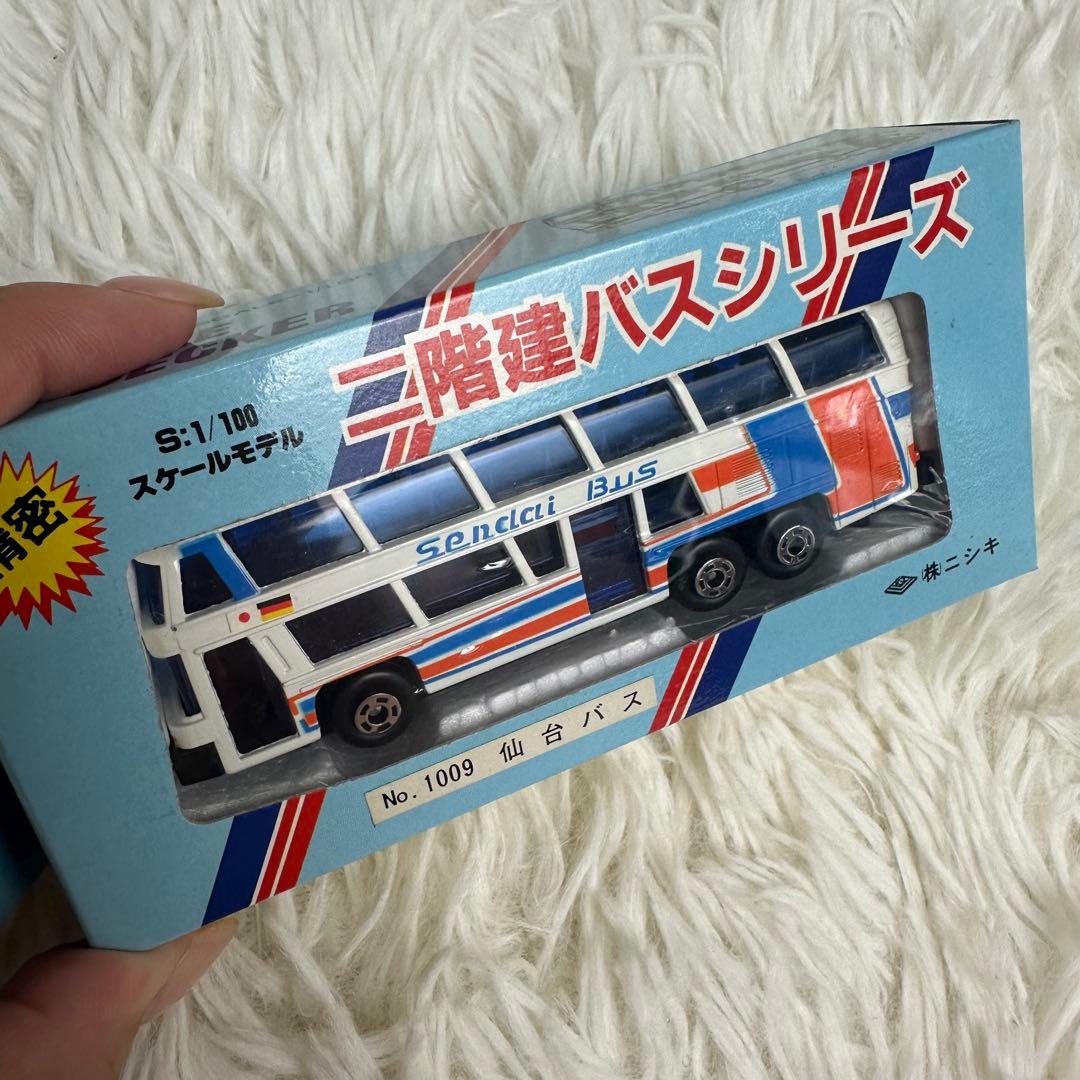 DECKER
二階建バスシリーズ
S:1/100
スケールモデル
精密
Sendai Bus
(株)ニシキ
No.1009 仙台バス